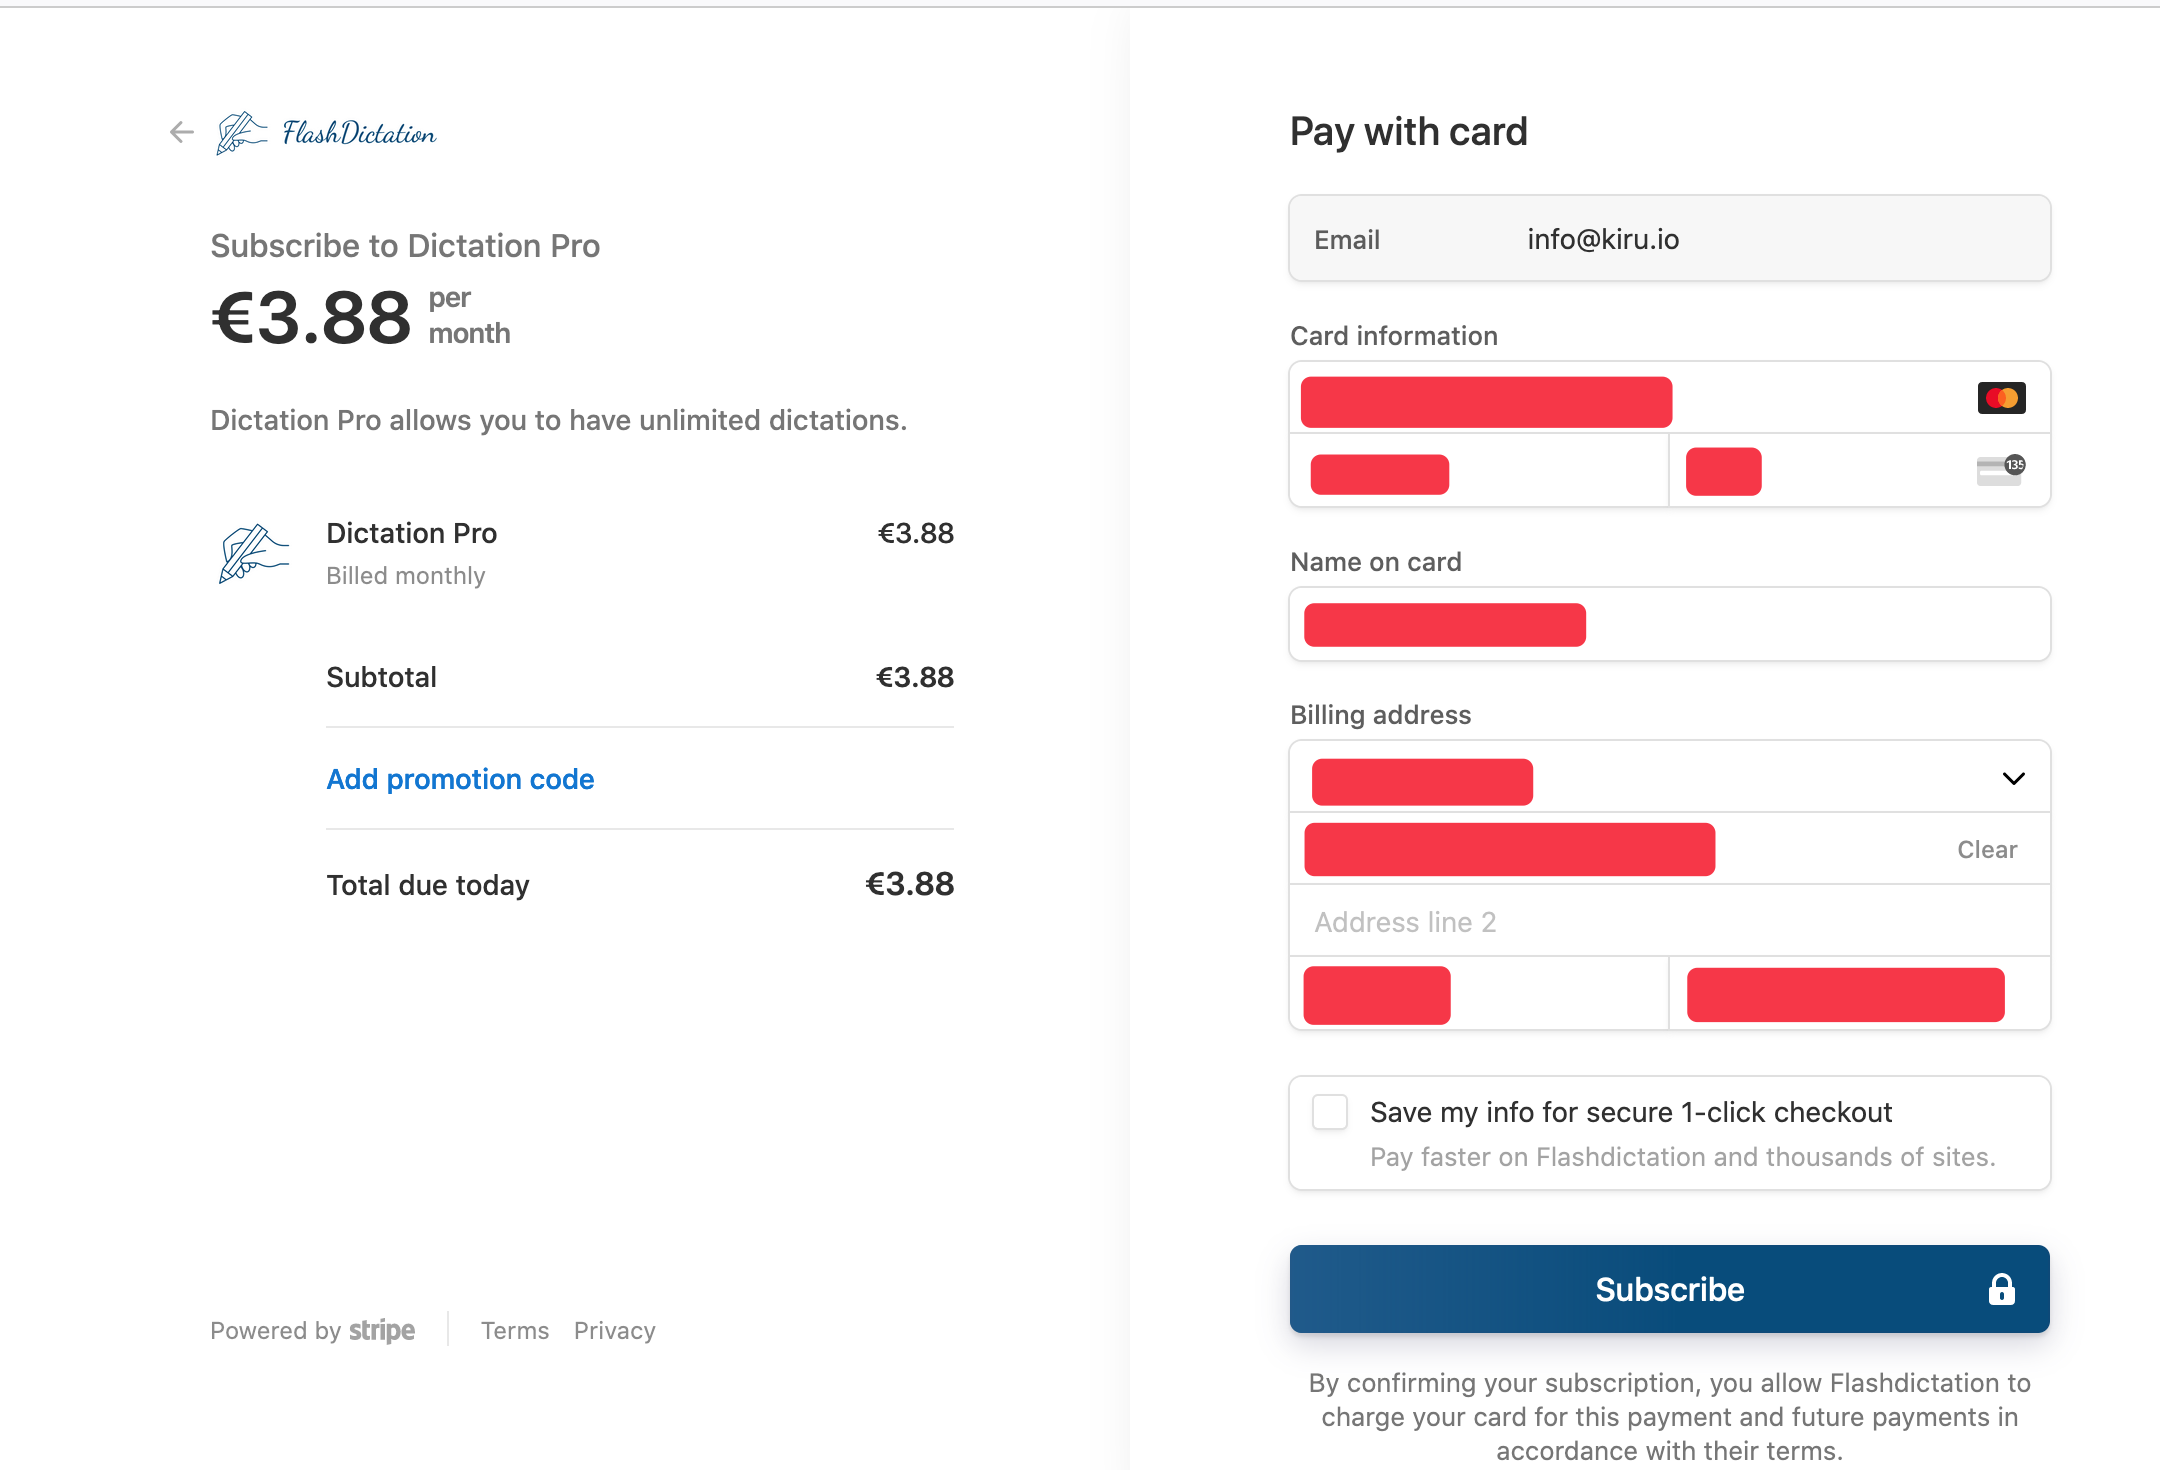 FlashDictation
Subscribe to Dictation Pro
€3.88 per month
Dictation Pro allows you to have unlimited dictations.
Dictation Pro €3.88
Billed monthly
Subtotal €3.88
Add promotion code
Total due today €3.88
Powered by stripe Terms Privacy
Pay with card
Email info@kiru.io
Card information
135
Name on card
Billing address
Clear
Address line 2
Save my info for secure 1-click checkout
Pay faster on Flashdictation and thousands of sites.
Subscribe
By confirming your subscription, you allow Flashdictation to
charge your card for this payment and future payments in
accordance with their terms.